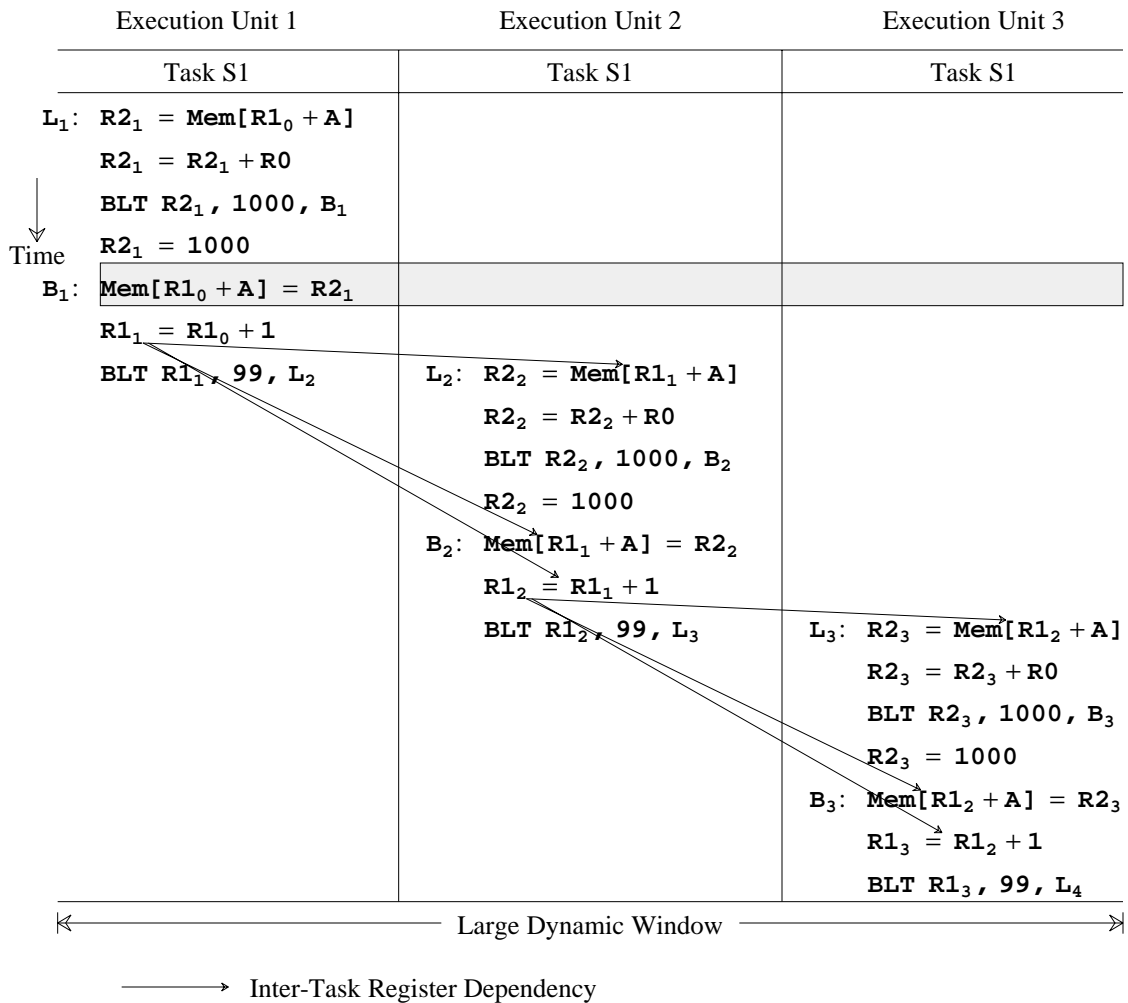 Execution Unit 1 Execution Unit 2 Execution Unit 3
Task S1 Task S1 Task S1
L₁: R2₁ = Mem[R1₀ + A]
R2₁ = R2₁ + R0
BLT R2₁, 1000, B₁
R2₁ = 1000
Time
B₁: Mem[R1₀ + A] = R2₁
R1₁ = R1₀ + 1
BLT R1₁, 99, L₂ L₂: R2₂ = Mem[R1₁ + A]
R2₂ = R2₂ + R0
BLT R2₂, 1000, B₂
R2₂ = 1000
B₂: Mem[R1₁ + A] = R2₂
R1₂ = R1₁ + 1
BLT R1₂, 99, L₃ L₃: R2₃ = Mem[R1₂ + A]
R2₃ = R2₃ + R0
BLT R2₃, 1000, B₃
R2₃ = 1000
B₃: Mem[R1₂ + A] = R2₃
R1₃ = R1₂ + 1
BLT R1₃, 99, L₄
Large Dynamic Window
Inter-Task Register Dependency